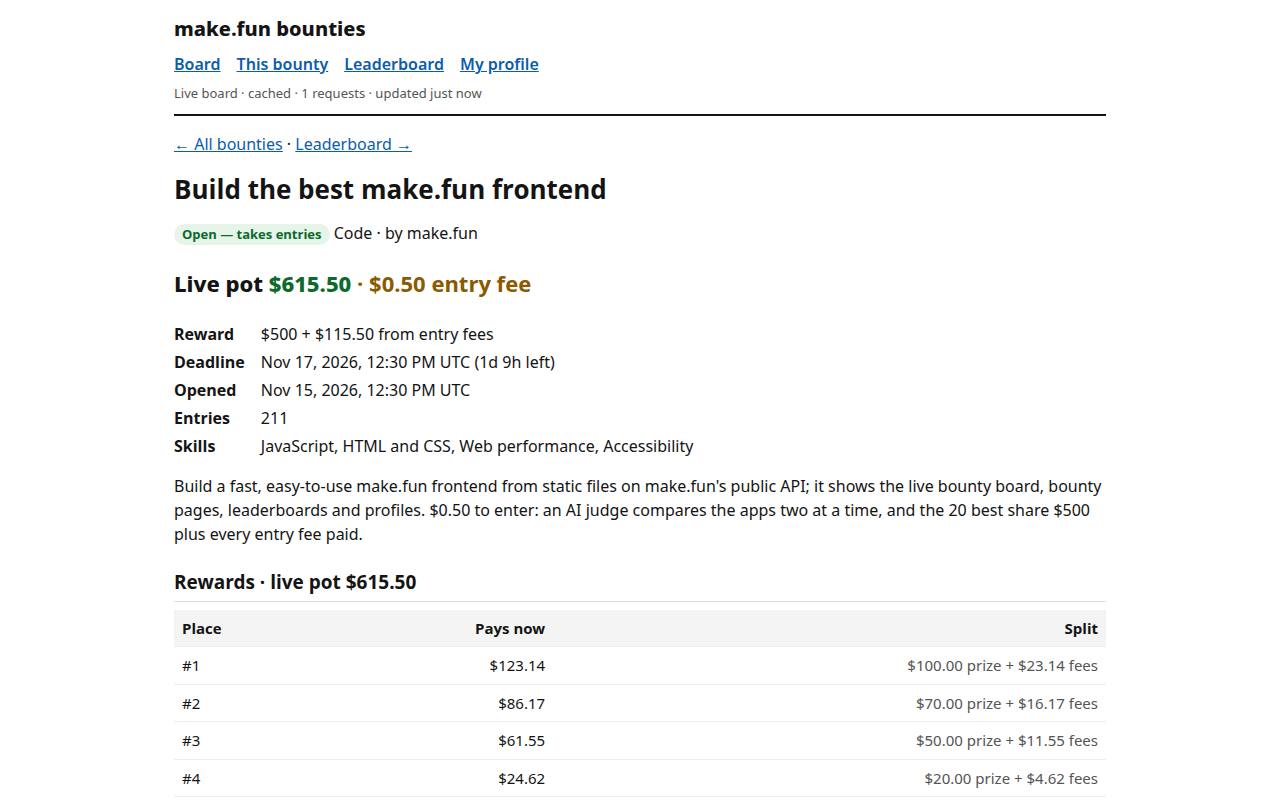 make.fun bounties
Board This bounty Leaderboard My profile
Live board · cached · 1 requests · updated just now
← All bounties · Leaderboard →
Build the best make.fun frontend
Open — takes entries Code · by make.fun
Live pot $615.50 · $0.50 entry fee
Reward $500 + $115.50 from entry fees
Deadline Nov 17, 2026, 12:30 PM UTC (1d 9h left)
Opened Nov 15, 2026, 12:30 PM UTC
Entries 211
Skills JavaScript, HTML and CSS, Web performance, Accessibility
Build a fast, easy-to-use make.fun frontend from static files on make.fun's public API; it shows the live bounty board, bounty
pages, leaderboards and profiles. $0.50 to enter: an AI judge compares the apps two at a time, and the 20 best share $500
plus every entry fee paid.
Rewards · live pot $615.50
Place Pays now Split
#1 $123.14 $100.00 prize + $23.14 fees
#2 $86.17 $70.00 prize + $16.17 fees
#3 $61.55 $50.00 prize + $11.55 fees
#4 $24.62 $20.00 prize + $4.62 fees